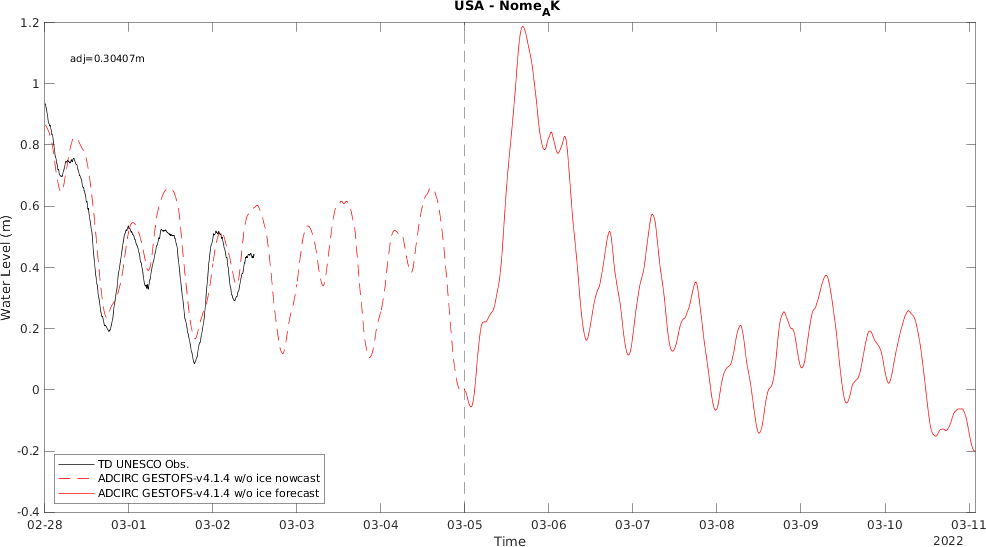 USA - Nome_AK
adj=0.30407m
Water Level (m)
1.2
1
0.8
0.6
0.4
0.2
0
-0.2
-0.4
TD UNESCO Obs.
ADCIRC GESTOFS-v4.1.4 w/o ice nowcast
ADCIRC GESTOFS-v4.1.4 w/o ice forecast
02-28 03-01 03-02 03-03 03-04 03-05 03-06 03-07 03-08 03-09 03-10 03-11
Time
2022